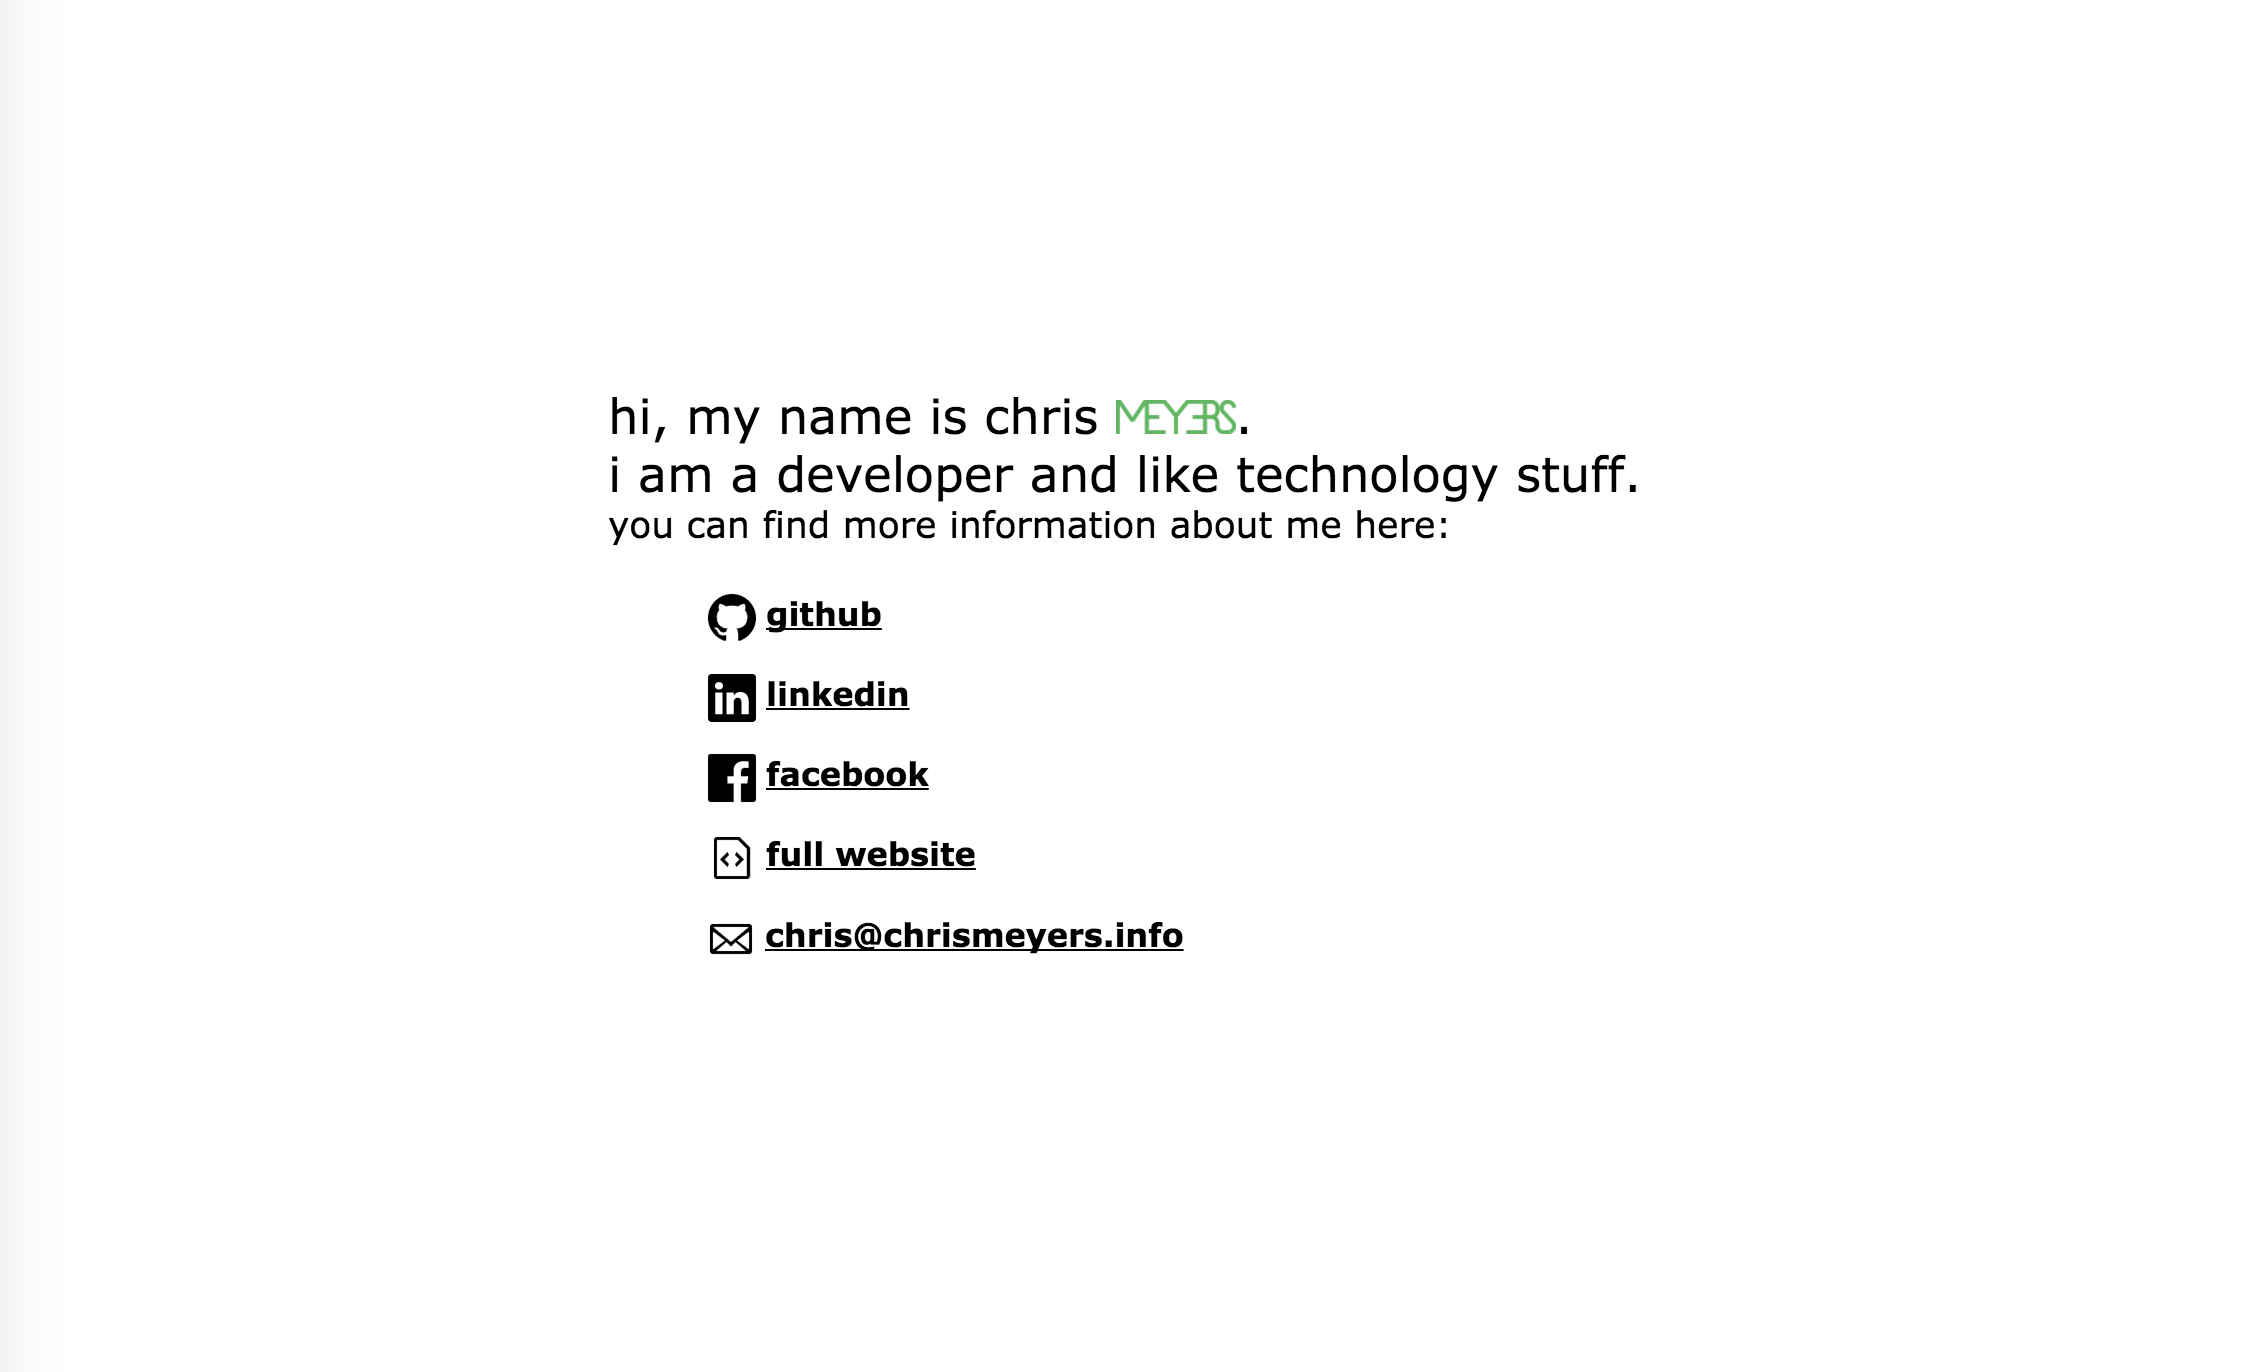 hi, my name is chris MEYERS.
i am a developer and like technology stuff.
you can find more information about me here:
github
linkedin
facebook
full website
chris@chrismeyers.info